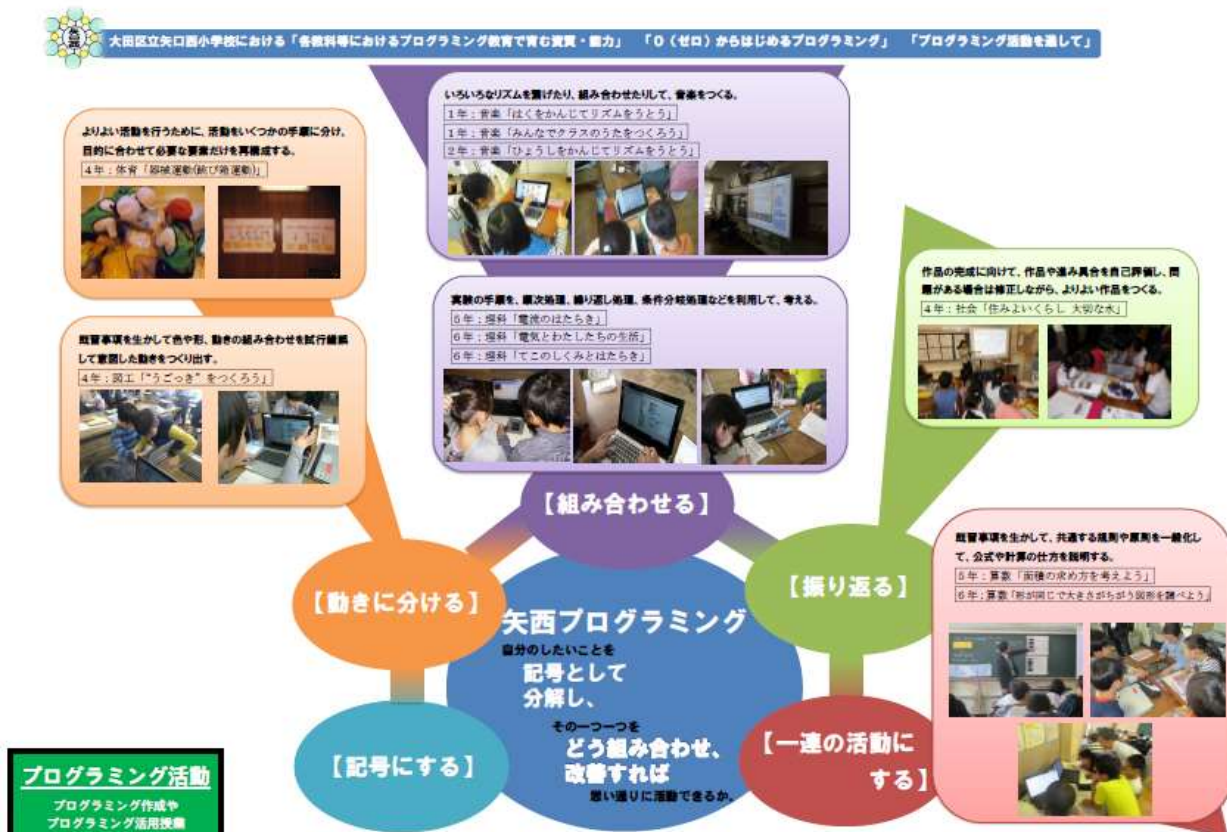 大田区立矢口西小学校における「各教科等におけるプログラミング教育で育む資質・能力」 「0(ゼロ)からはじめるプログラミング」 「プログラミング活動を通して」
よりよい活動を行うために、活動をいくつかの手順に分け、
目的に合わせて必要な要素だけを再構成する。
4年:体育「器械運動(跳び箱運動)」
既習事項を生かして色や形、動きの組み合わせを試行錯誤
して意図した動きをつくり出す。
4年:図工「“うごっき”をつくろう」
いろいろなリズムを繋げたり、組み合わせたりして、音楽をつくる。
1年:音楽「はくをかんじてリズムをうとう」
1年:音楽「みんなでクラスのうたをつくろう」
2年:音楽「ひょうしをかんじてリズムをうとう」
実験の手順を、順次処理、繰り返し処理、条件分岐処理などを利用して、考える。
5年:理科「電流のはたらき」
6年:理科「電気とわたしたちの生活」
6年:理科「てこのしくみとはたらき」
作品の完成に向けて、作品や進み具合を自己評価し、問
題がある場合は修正しながら、よりよい作品をつくる。
4年:社会「住みよいくらし 大切な水」
既習事項を生かして、共通する規則や原則を一般化し
て、公式や計算の仕方を説明する。
5年:算数「面積の求め方を考えよう」
6年:算数「形が同じで大きさがちがう図形を調べよう」
【組み合わせる】
【動きに分ける】
【振り返る】
【記号にする】
【一連の活動に
する】
矢西プログラミング
自分のしたいことを
記号として
分解し、
その一つ一つを
どう組み合わせ、
改善すれば
思い通りに活動できるか。
プログラミング活動
プログラミング作成や
プログラミング活用授業